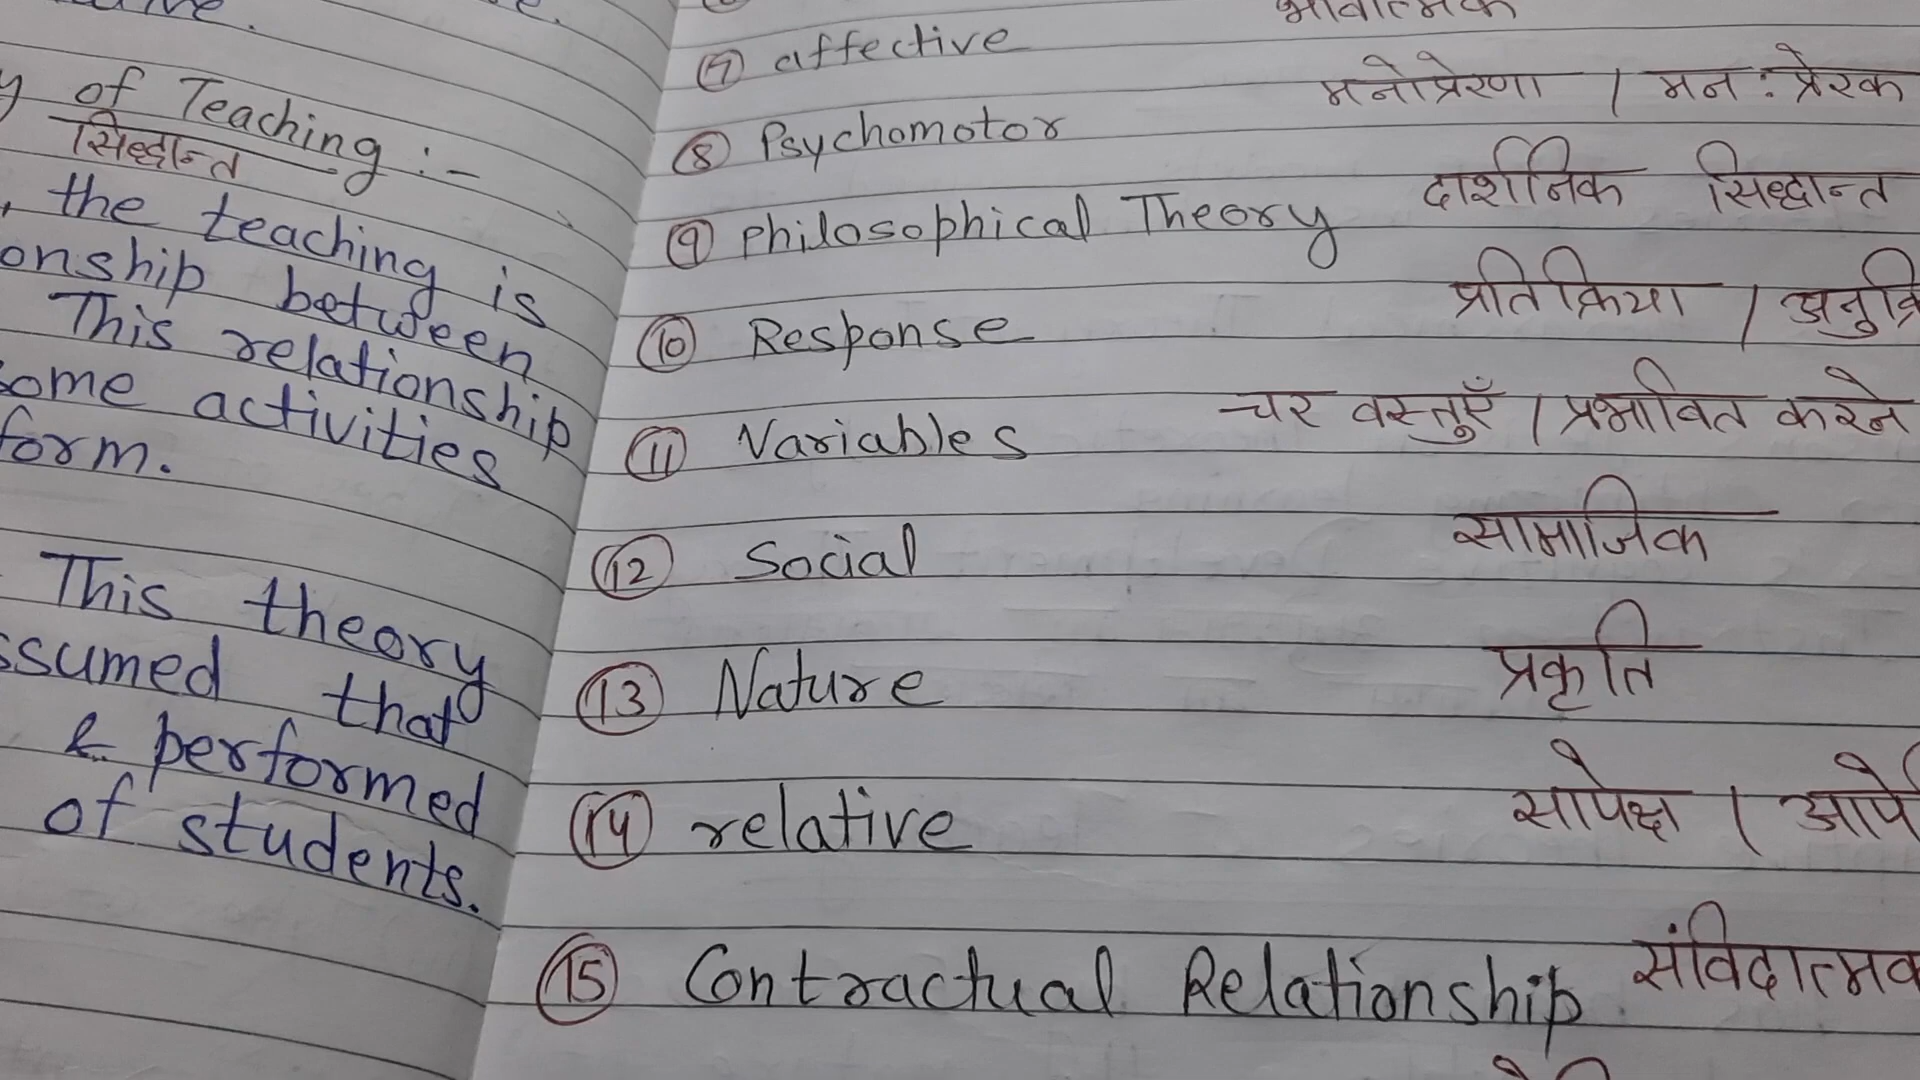 of Teaching :-
सिद्धान्त
the teaching is
onship between
This relationship
some activities
form.
This theory
ssumed that
& performed
of students.
भावात्मक
7 affective
मनोप्रेरणा / मन : प्रेरक
8 Psychomotor
दार्शनिक सिद्धान्त
9 Philosophical Theory
प्रतिक्रिया /
10 Response
चर वस्तुएँ / प्रभावित करने
11 Variables
12 Social सामाजिक
13 Nature प्रकृति
14 relative सापेक्ष /
15 Contractual Relationship संविदात्मक